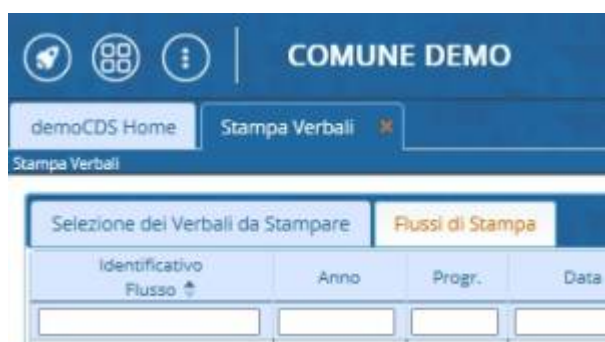 COMUNE DEMO
demoCDS Home Stampa Verbali
Stampa Verbali
Selezione dei Verbali da Stampare Flussi di Stampa
Identificativo
Flusso Anno Progr. Data